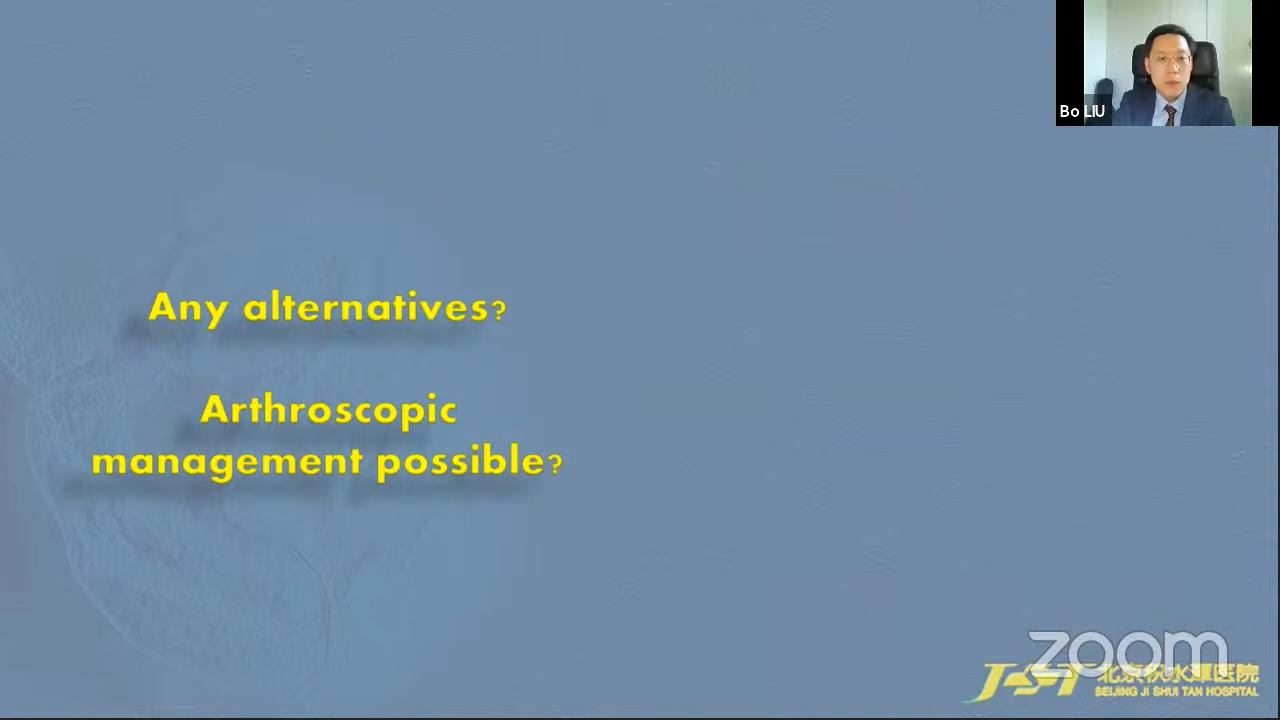 Bo LIU
Any alternatives?
Arthroscopic
management possible?
zoom
JST 北京积水潭医院
BEIJING JI SHUI TAN HOSPITAL